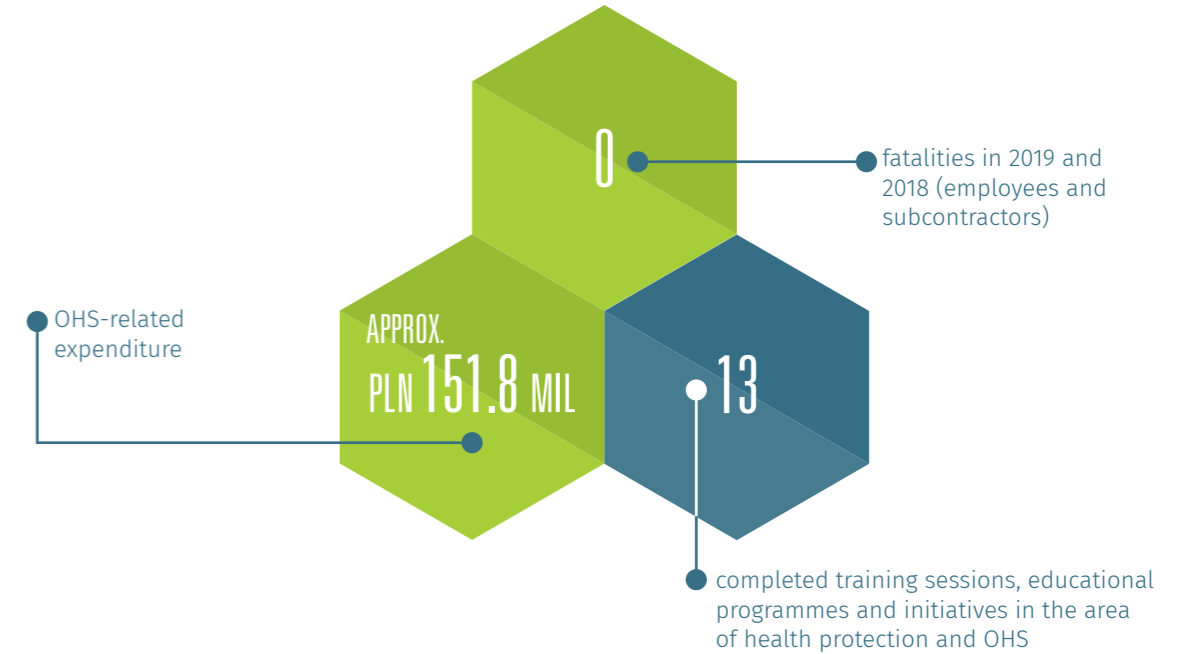 0
fatalities in 2019 and
2018 (employees and
subcontractors)
OHS-related
expenditure
APPROX.
PLN 151.8 MIL
13
completed training sessions, educational
programmes and initiatives in the area
of health protection and OHS